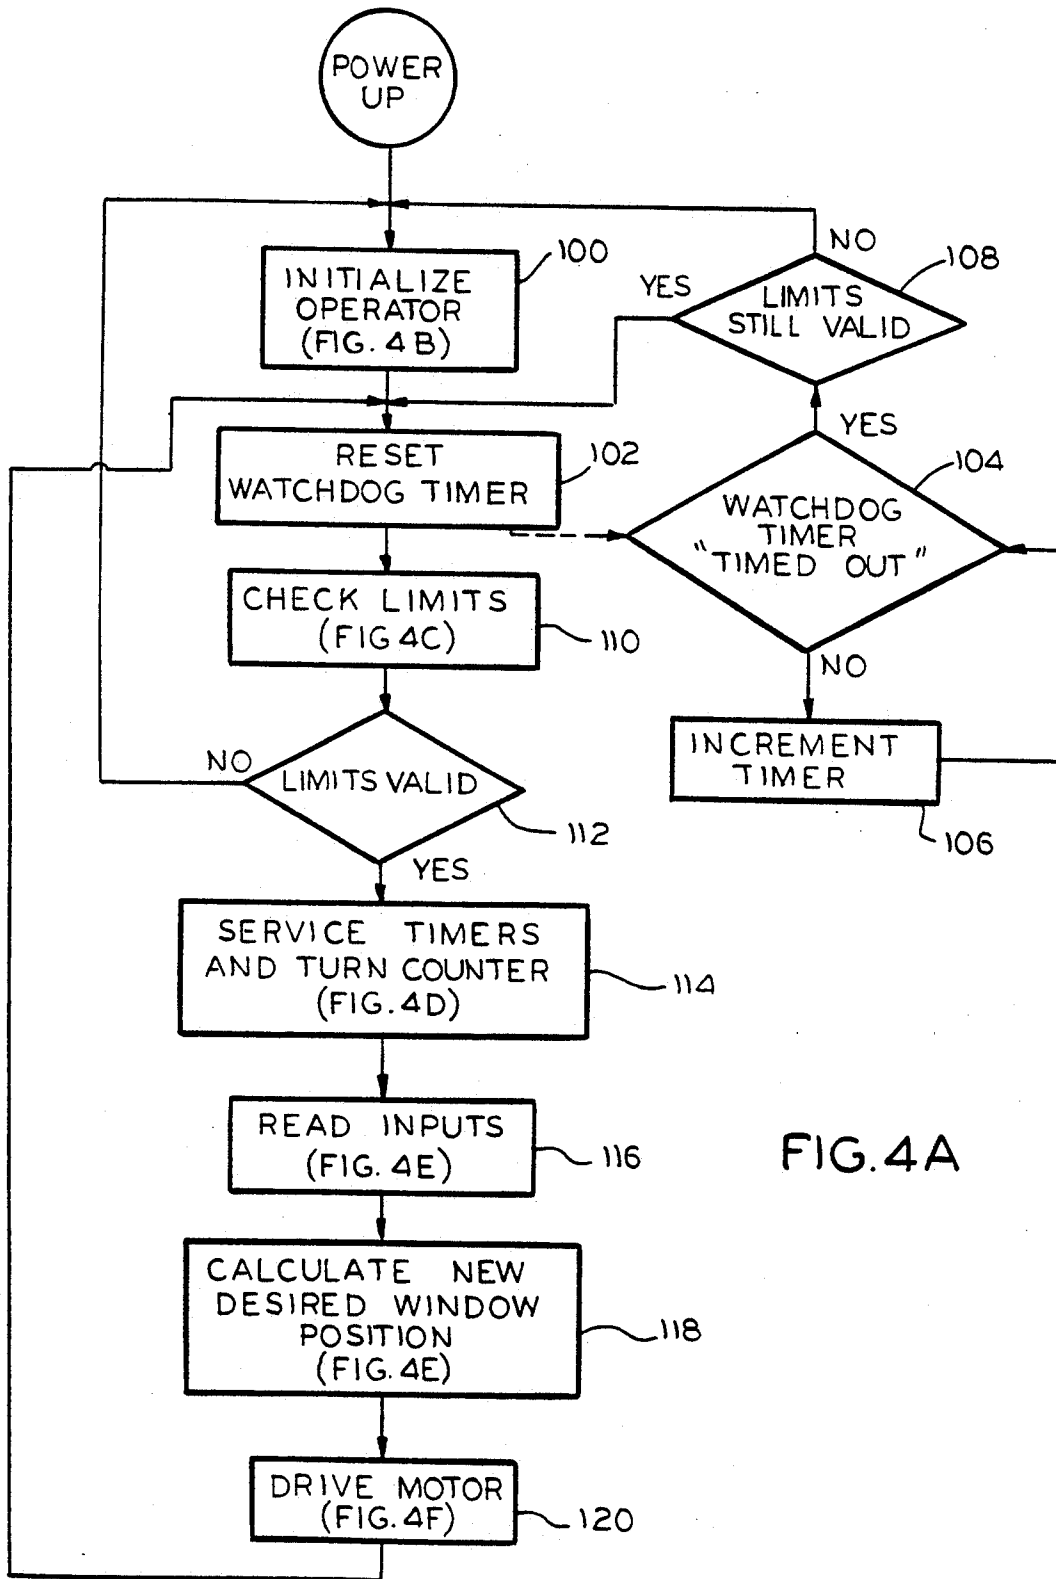 POWER
UP
INITIALIZE
OPERATOR
(FIG. 4B)
100
NO
YES
LIMITS
STILL VALID
108
RESET
WATCHDOG TIMER
102
YES
WATCHDOG
TIMER
"TIMED OUT"
104
CHECK LIMITS
(FIG 4C)
110
NO
INCREMENT
TIMER
106
NO
LIMITS VALID
112
YES
SERVICE TIMERS
AND TURN COUNTER
(FIG. 4D)
114
READ INPUTS
(FIG. 4E)
116
FIG. 4A
CALCULATE NEW
DESIRED WINDOW
POSITION
(FIG. 4E)
118
DRIVE MOTOR
(FIG. 4F)
120